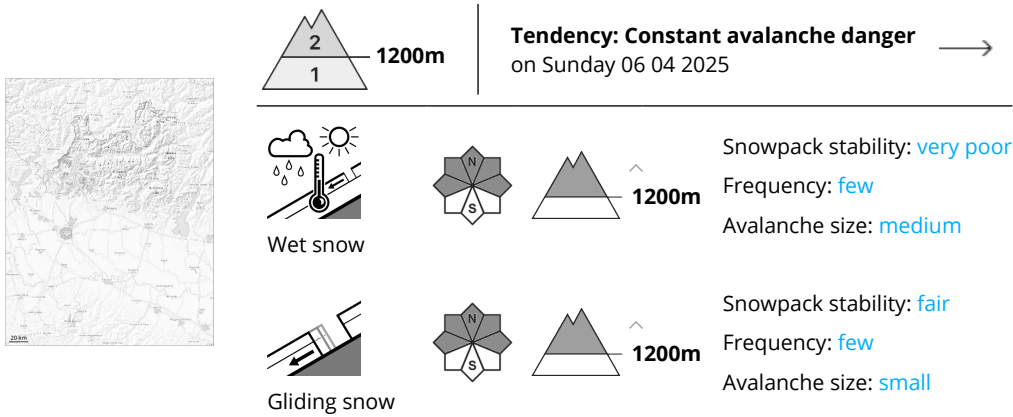 2
1200m
1
Tendency: Constant avalanche danger
on Sunday 06 04 2025
20 km
N
S
1200m
Snowpack stability: very poor
Frequency: few
Avalanche size: medium
Wet snow
N
S
1200m
Snowpack stability: fair
Frequency: few
Avalanche size: small
Gliding snow